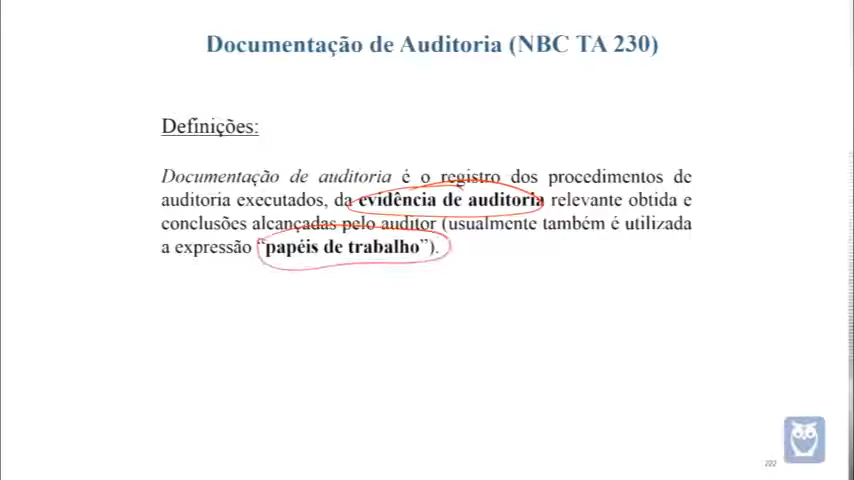 Documentação de Auditoria (NBC TA 230)
Definições:
Documentação de auditoria é o registro dos procedimentos de
auditoria executados, da evidência de auditoria relevante obtida e
conclusões alcançadas pelo auditor (usualmente também é utilizada
a expressão “papéis de trabalho”).
222